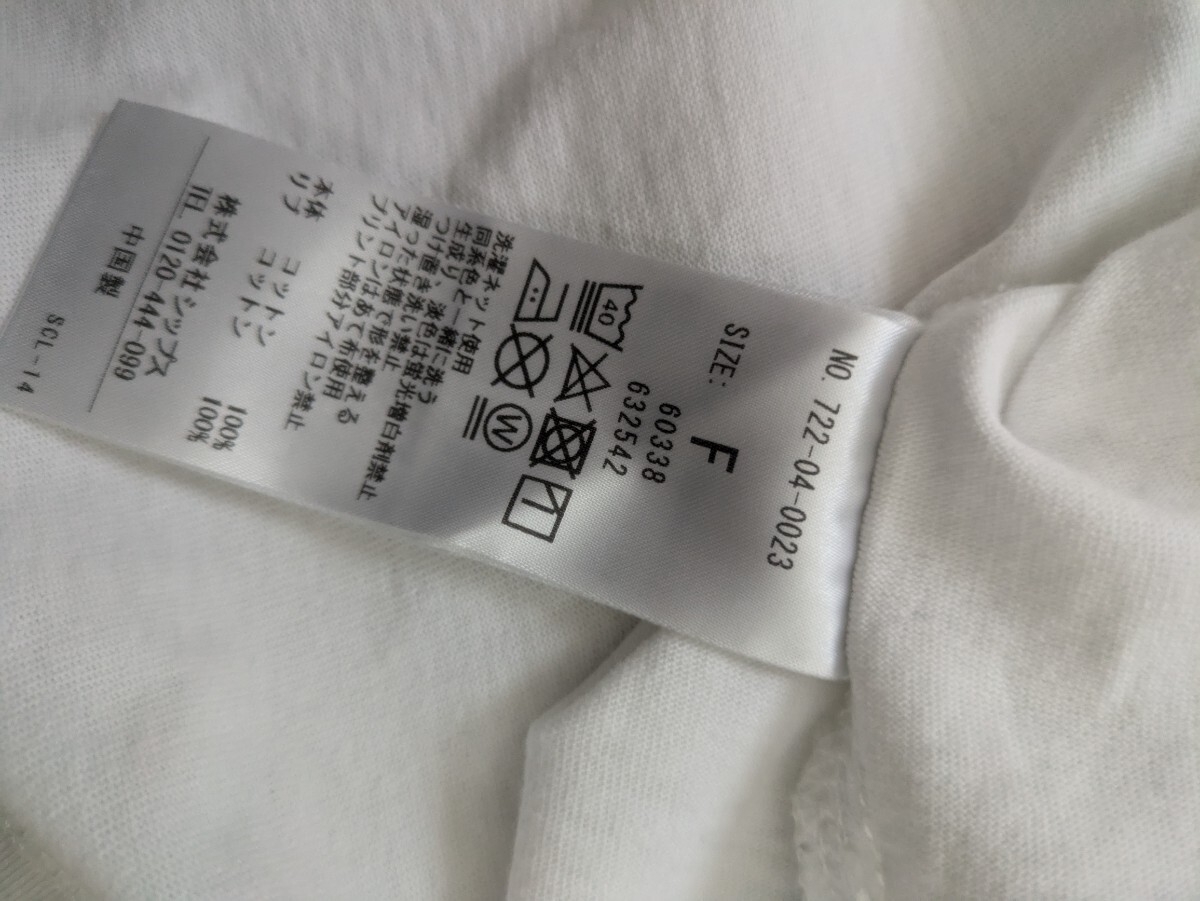 NO. 722-04-0023
SIZE: F
60338
632542
40
W
洗濯ネット使用
同系色と一緒に洗う
生成り、淡色は蛍光増白剤禁止
つけ置き洗い禁止
湿った状態で形を整える
アイロンはあて布使用
プリント部分アイロン禁止
本体 コットン 100%
リブ コットン 100%
株式会社シップス
TEL 0120-444-099
中国製
SCL-14